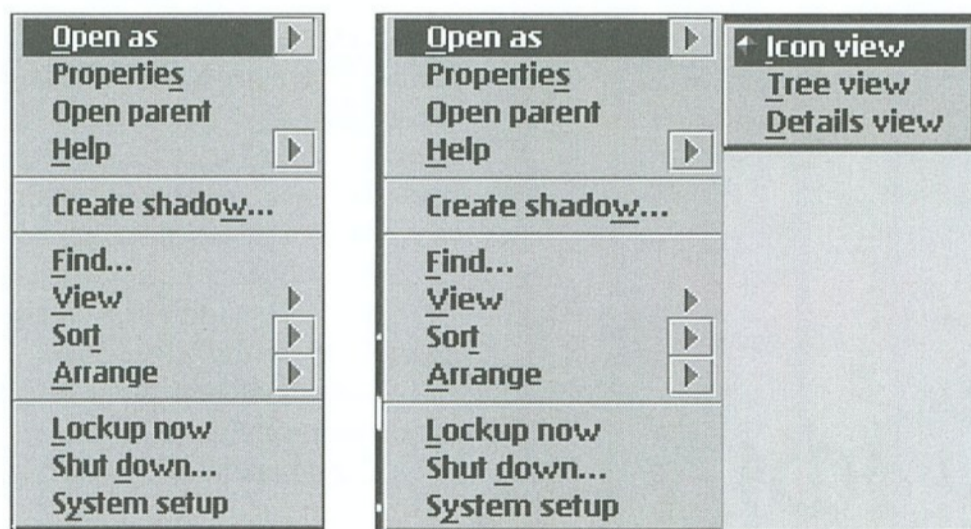 Open as
Properties
Open parent
Help
Create shadow...
Find...
View
Sort
Arrange
Lockup now
Shut down...
System setup
Open as
Properties
Open parent
Help
Create shadow...
Find...
View
Sort
Arrange
Lockup now
Shut down...
System setup
Icon view
Tree view
Details view